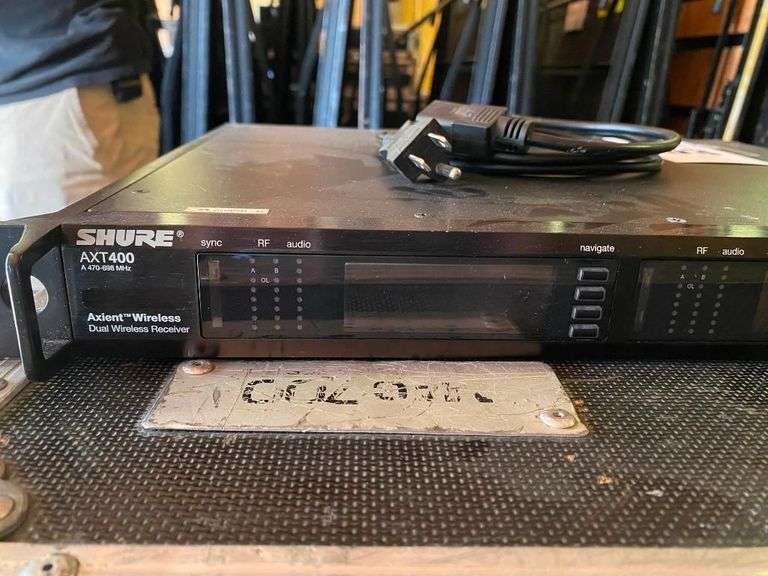 SHURE®
AXT400
A 470-698 MHz
Axient™ Wireless
Dual Wireless Receiver
sync RF audio
A B
OL
navigate
RF audio
A B
OL